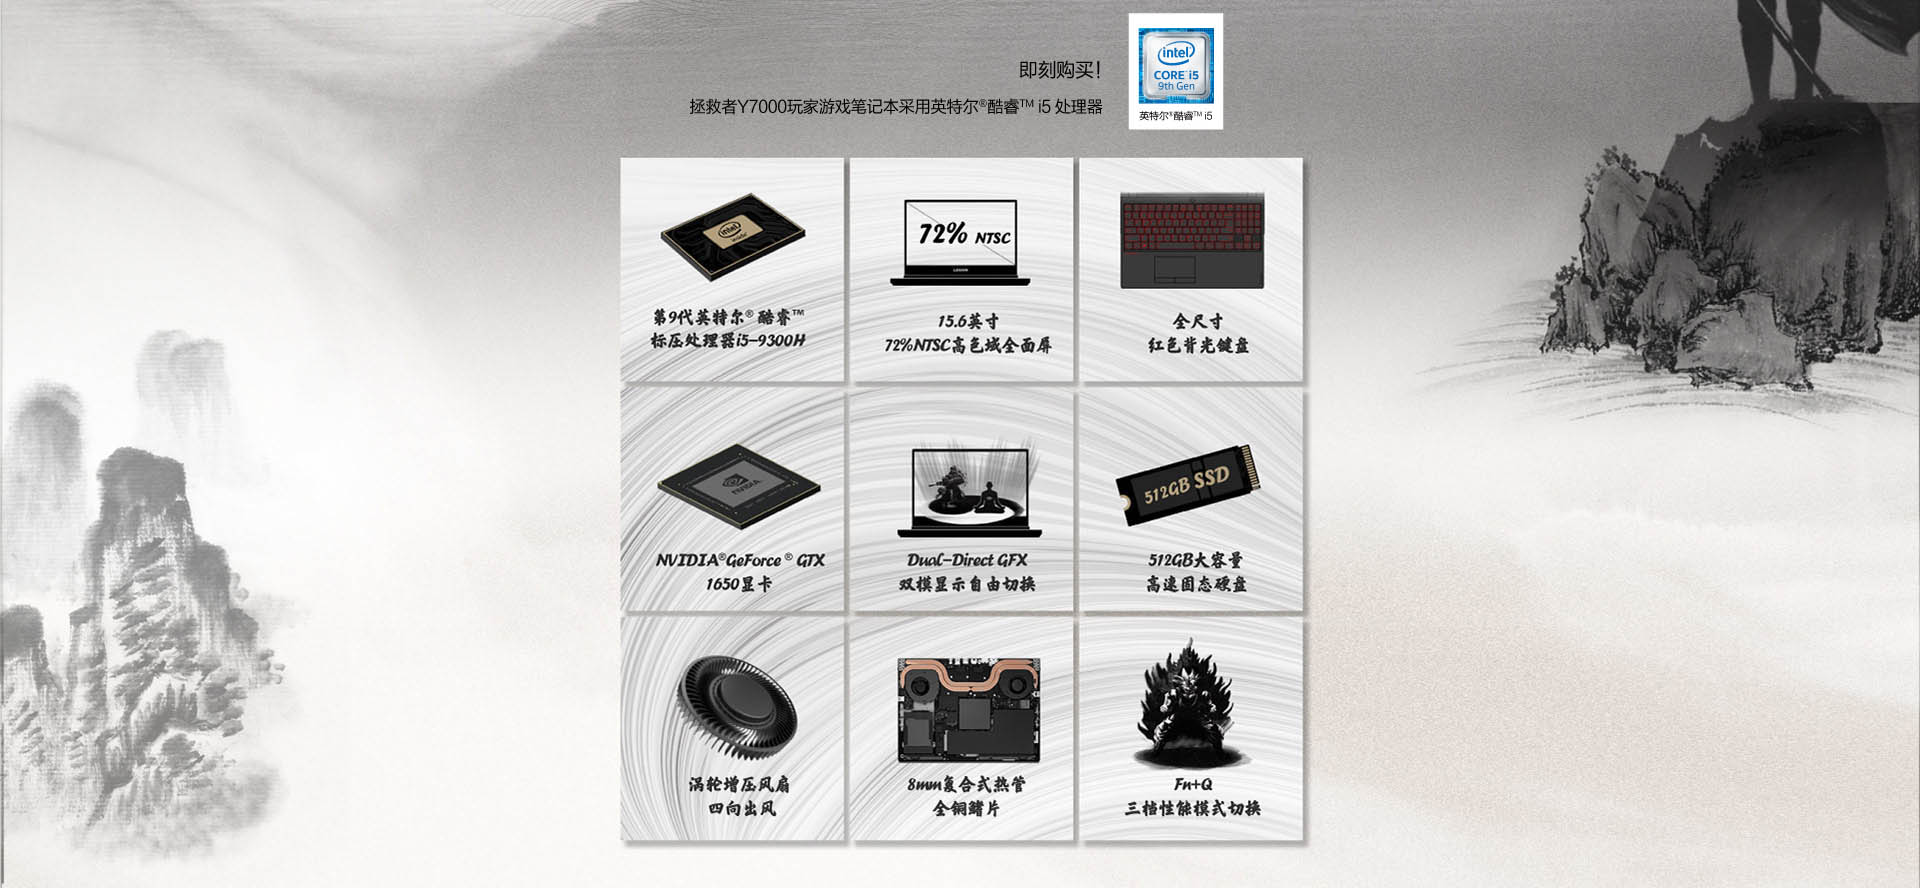 即刻购买！
拯救者Y7000玩家游戏笔记本采用英特尔®酷睿™ i5 处理器
intel
CORE i5
9th Gen
英特尔®酷睿™ i5
intel
inside
第9代英特尔® 酷睿™
标压处理器i5-9300H
72% NTSC
LEGION
15.6英寸
72%NTSC高色域全面屏
全尺寸
红色背光键盘
NVIDIA
NVIDIA®GeForce ® GTX
1650显卡
Dual-Direct GFX
双模显示自由切换
512GB SSD
512GB大容量
高速固态硬盘
涡轮增压风扇
四向出风
8mm复合式热管
全铜鳍片
Fn+Q
三档性能模式切换